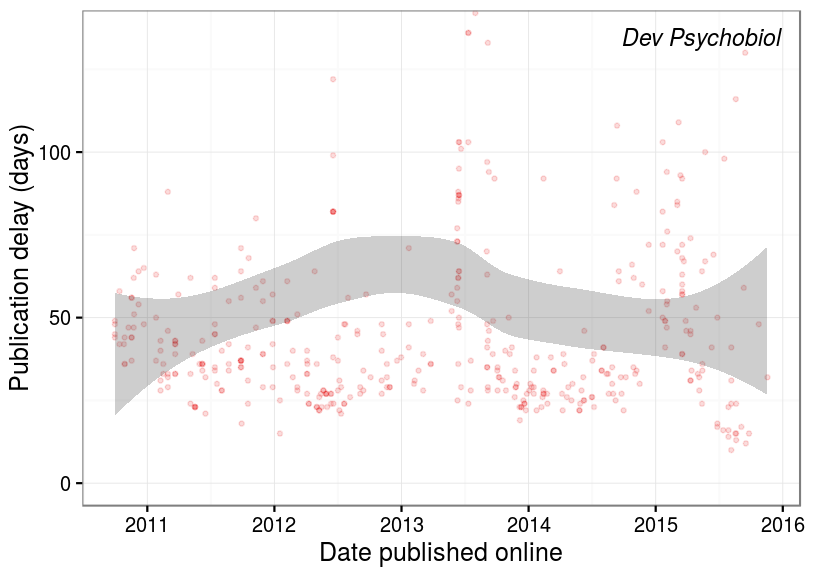 Dev Psychobiol
Publication delay (days)
100
50
0
2011 2012 2013 2014 2015 2016
Date published online